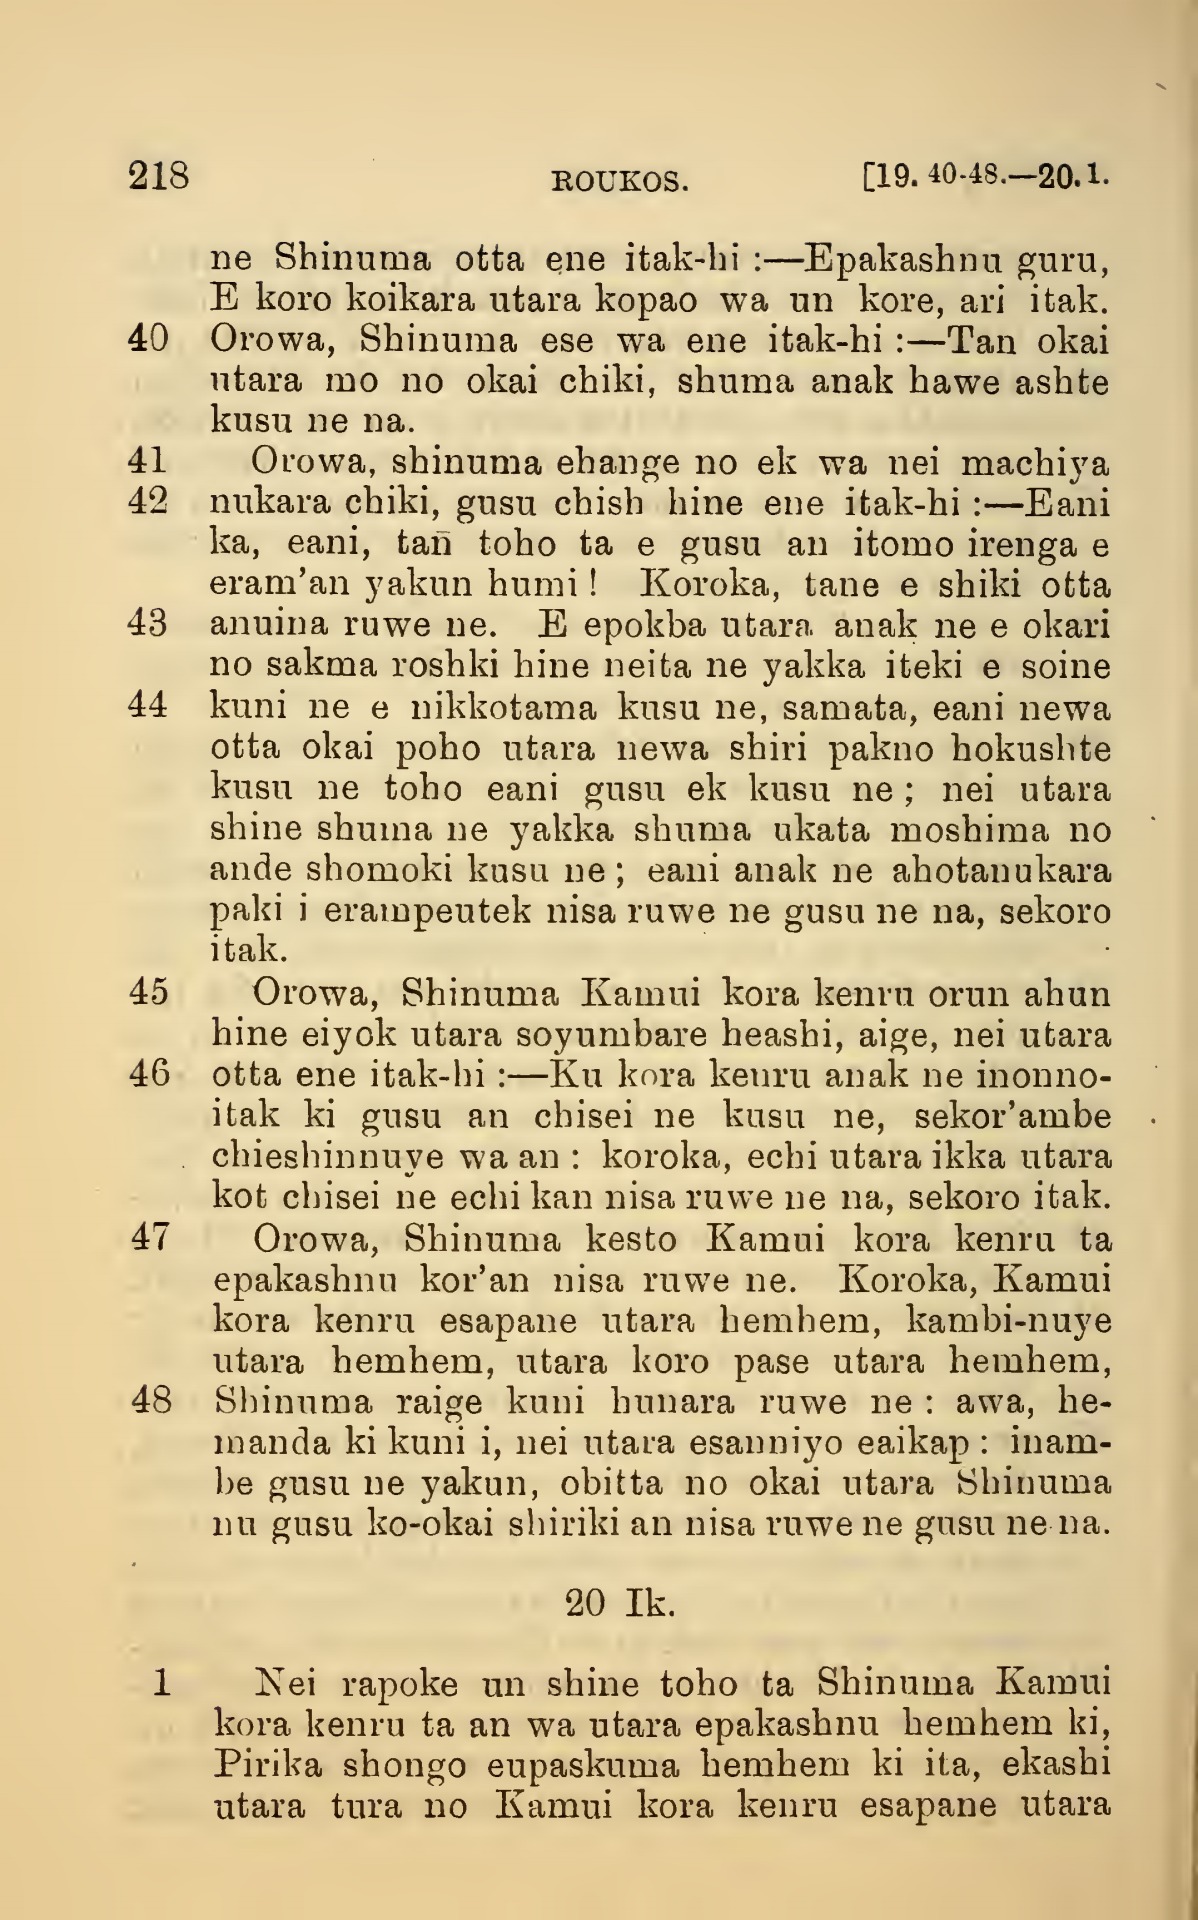 218 ROUKOS. [19. 40-48.—20. 1.
ne Shinuma otta ene itak-hi :—Epakashnu guru,
E koro koikara utara kopao wa un kore, ari itak.
40 Orowa, Shinuma ese wa ene itak-hi :—Tan okai
utara mo no okai chiki, shuma anak hawe ashte
kusu ne na.
41 Orowa, shinuma ehange no ek wa nei machiya
42 nukara chiki, gusu chish hine ene itak-hi :—Eani
ka, eani, tan toho ta e gusu an itomo irenga e
eram'an yakun humi ! Koroka, tane e shiki otta
43 anuina ruwe ne. E epokba utara anak ne e okari
no sakma roshki hine neita ne yakka iteki e soine
44 kuni ne e nikkotama kusu ne, samata, eani newa
otta okai poho utara newa shiri pakno hokushte
kusu ne toho eani gusu ek kusu ne ; nei utara
shine shuma ne yakka shuma ukata moshima no
ande shomoki kusu ne ; eani anak ne ahotanukara
paki i erampeutek nisa ruwe ne gusu ne na, sekoro
itak.
45 Orowa, Shinuma Kamui kora kenru orun ahun
hine eiyok utara soyumbare heashi, aige, nei utara
46 otta ene itak-hi :—Ku kora kenru anak ne inonno-
itak ki gusu an chisei ne kusu ne, sekor'ambe
chieshinnuye wa an : koroka, echi utara ikka utara
kot chisei ne echi kan nisa ruwe ne na, sekoro itak.
47 Orowa, Shinuma kesto Kamui kora kenru ta
epakashnu kor'an nisa ruwe ne. Koroka, Kamui
kora kenru esapane utara hemhem, kambi-nuye
utara hemhem, utara koro pase utara hemhem,
48 Shinuma raige kuni hunara ruwe ne : awa, he-
manda ki kuni i, nei utara esanniyo eaikap : inam-
be gusu ne yakun, obitta no okai utara Shinuma
nu gusu ko-okai shiriki an nisa ruwe ne gusu ne na.
20 Ik.
1 Nei rapoke un shine toho ta Shinuma Kamui
kora kenru ta an wa utara epakashnu hemhem ki,
Pirika shongo eupaskuma hemhem ki ita, ekashi
utara tura no Kamui kora kenru esapane utara